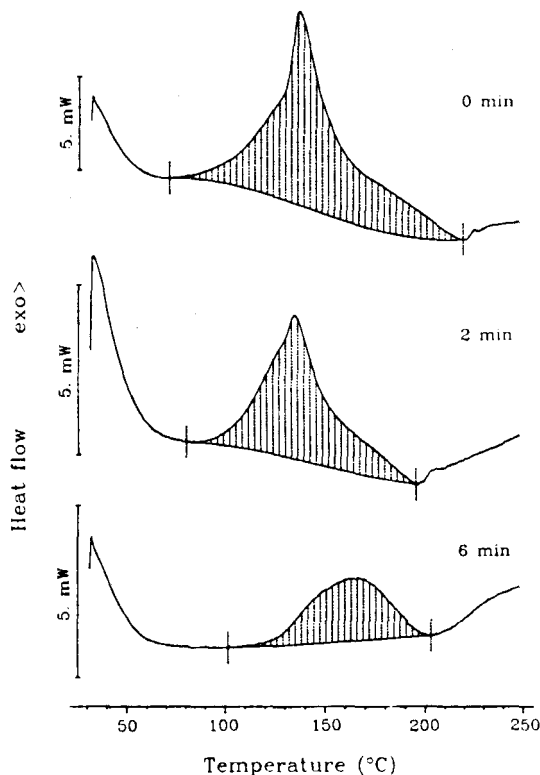 0 min
5. mW
2 min
5. mW
Heat flow exo>
6 min
5. mW
50 100 150 200 250
Temperature (°C)